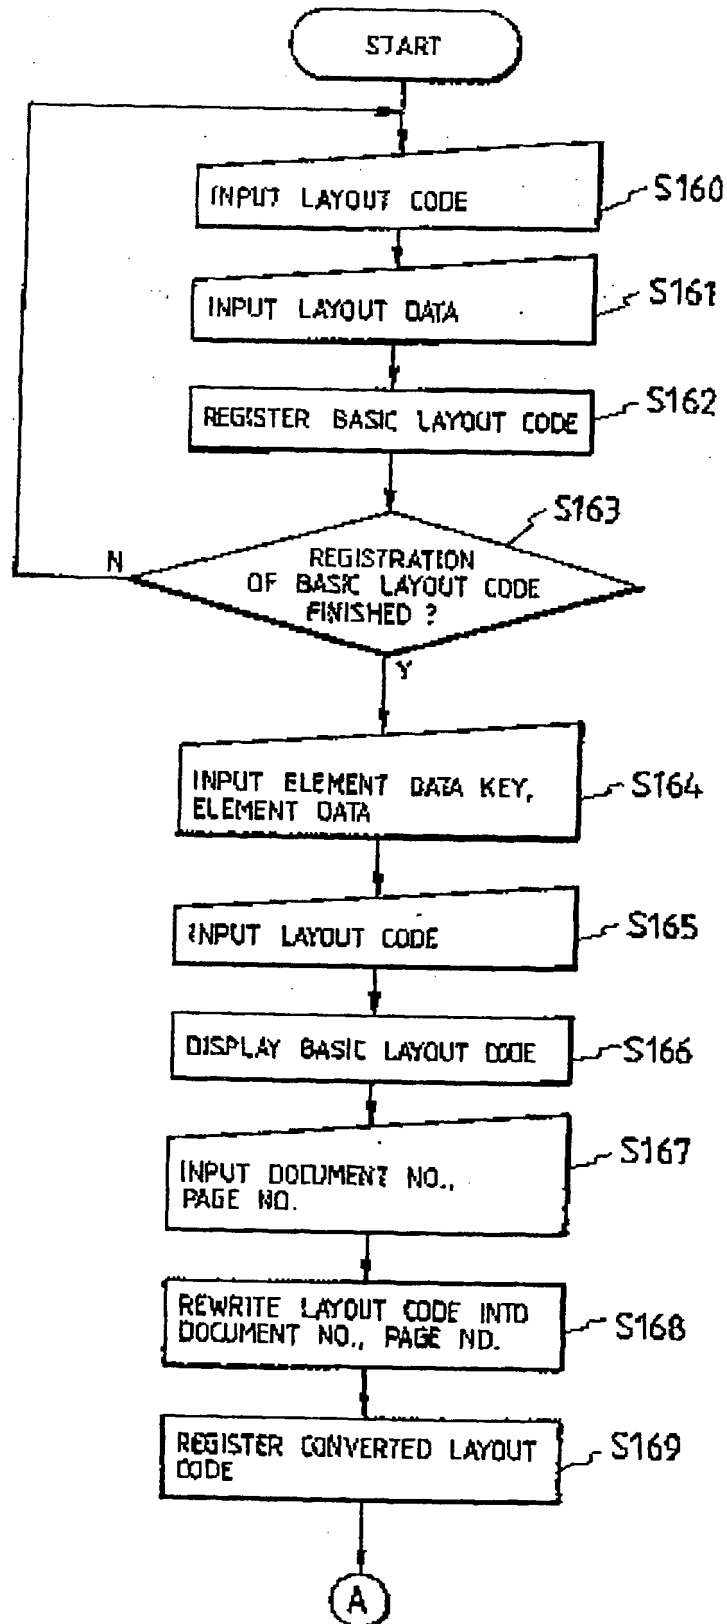 START
INPUT LAYOUT CODE
S160
INPUT LAYOUT DATA
S161
REGISTER BASIC LAYOUT CODE
S162
S163
N
REGISTRATION
OF BASIC LAYOUT CODE
FINISHED ?
Y
INPUT ELEMENT DATA KEY,
ELEMENT DATA
S164
INPUT LAYOUT CODE
S165
DISPLAY BASIC LAYOUT CODE
S166
INPUT DOCUMENT NO.,
PAGE NO.
S167
REWRITE LAYOUT CODE INTO
DOCUMENT NO., PAGE NO.
S168
REGISTER CONVERTED LAYOUT
CODE
S169
A